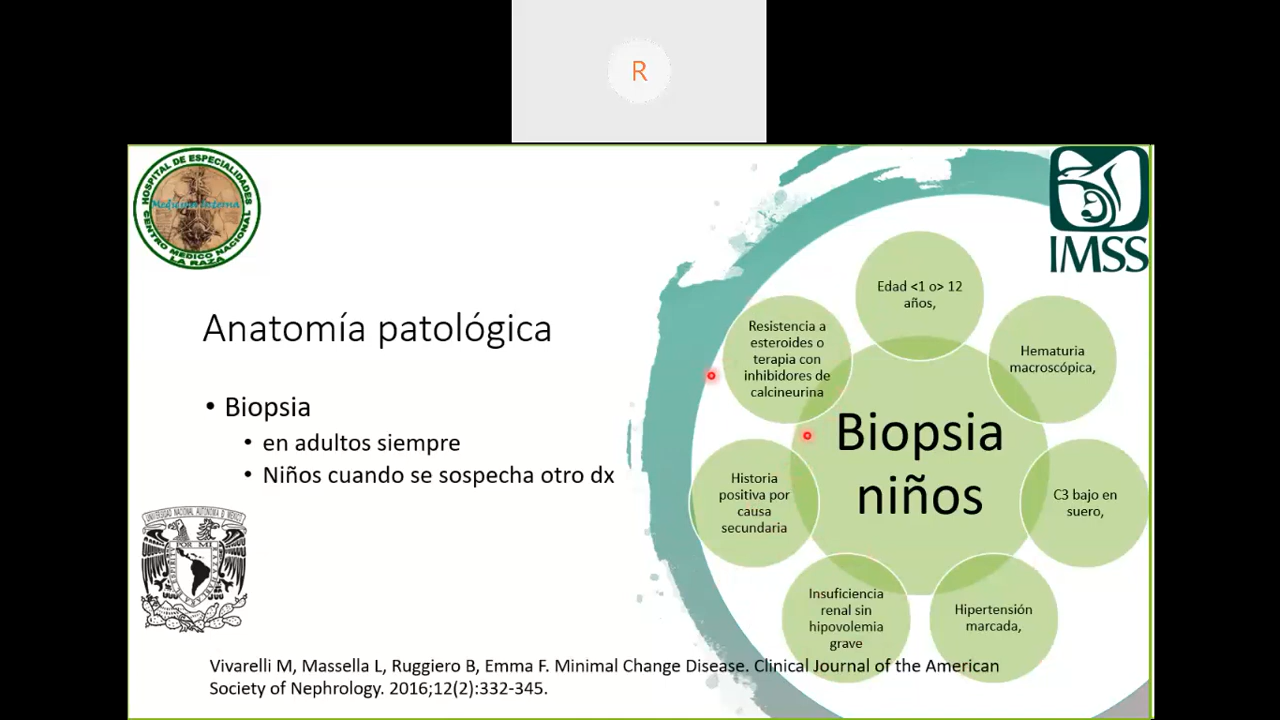 R
HOSPITAL DE ESPECIALIDADES
Medicina Interna
CENTRO MEDICO NACIONAL
LA RAZA
IMSS
Anatomía patológica
• Biopsia
• en adultos siempre
• Niños cuando se sospecha otro dx
Biopsia
niños
Edad <1 o> 12
años,
Hematuria
macroscópica,
C3 bajo en
suero,
Hipertensión
marcada,
Insuficiencia
renal sin
hipovolemia
grave
Historia
positiva por
causa
secundaria
Resistencia a
esteroides o
terapia con
inhibidores de
calcineurina
Vivarelli M, Massella L, Ruggiero B, Emma F. Minimal Change Disease. Clinical Journal of the American
Society of Nephrology. 2016;12(2):332-345.